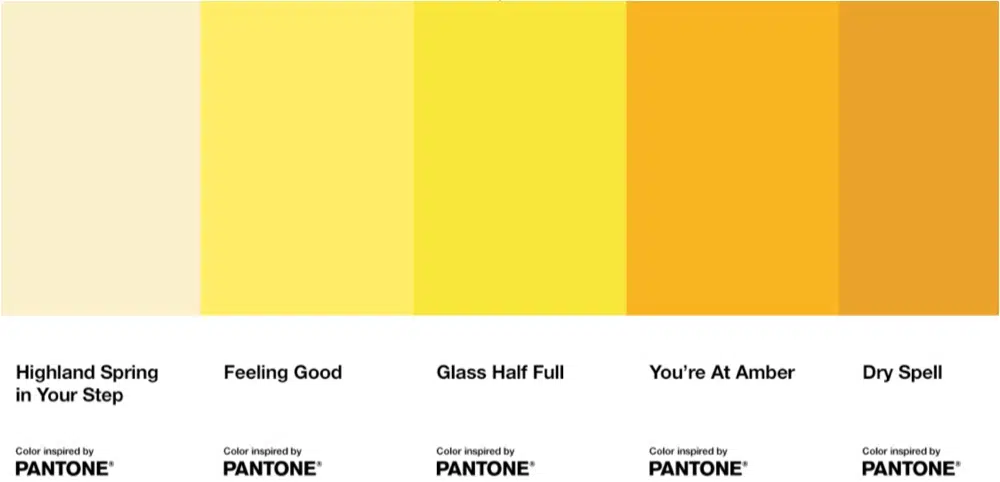 Highland Spring
in Your Step
Feeling Good
Glass Half Full
You're At Amber
Dry Spell
Color inspired by
PANTONE®
Color inspired by
PANTONE®
Color inspired by
PANTONE®
Color inspired by
PANTONE®
Color inspired by
PANTONE®